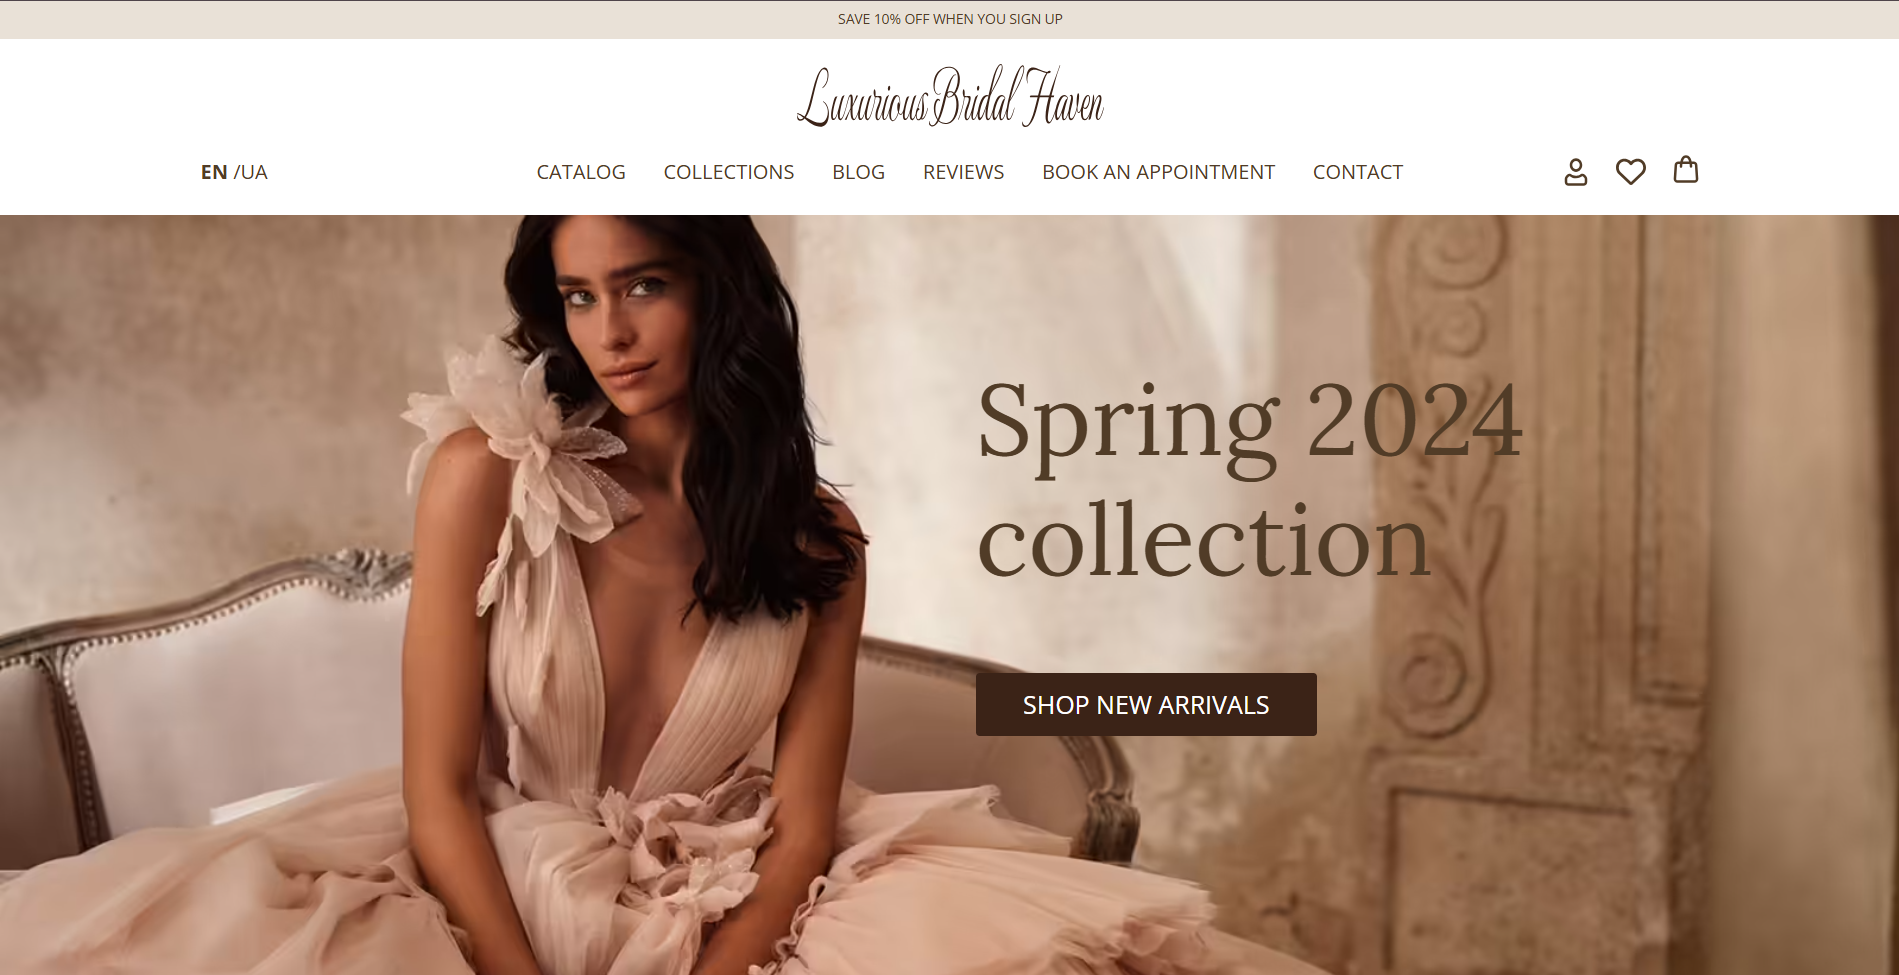 SAVE 10% OFF WHEN YOU SIGN UP
Luxurious Bridal Haven
EN /UA
CATALOG COLLECTIONS BLOG REVIEWS BOOK AN APPOINTMENT CONTACT
Spring 2024
collection
SHOP NEW ARRIVALS